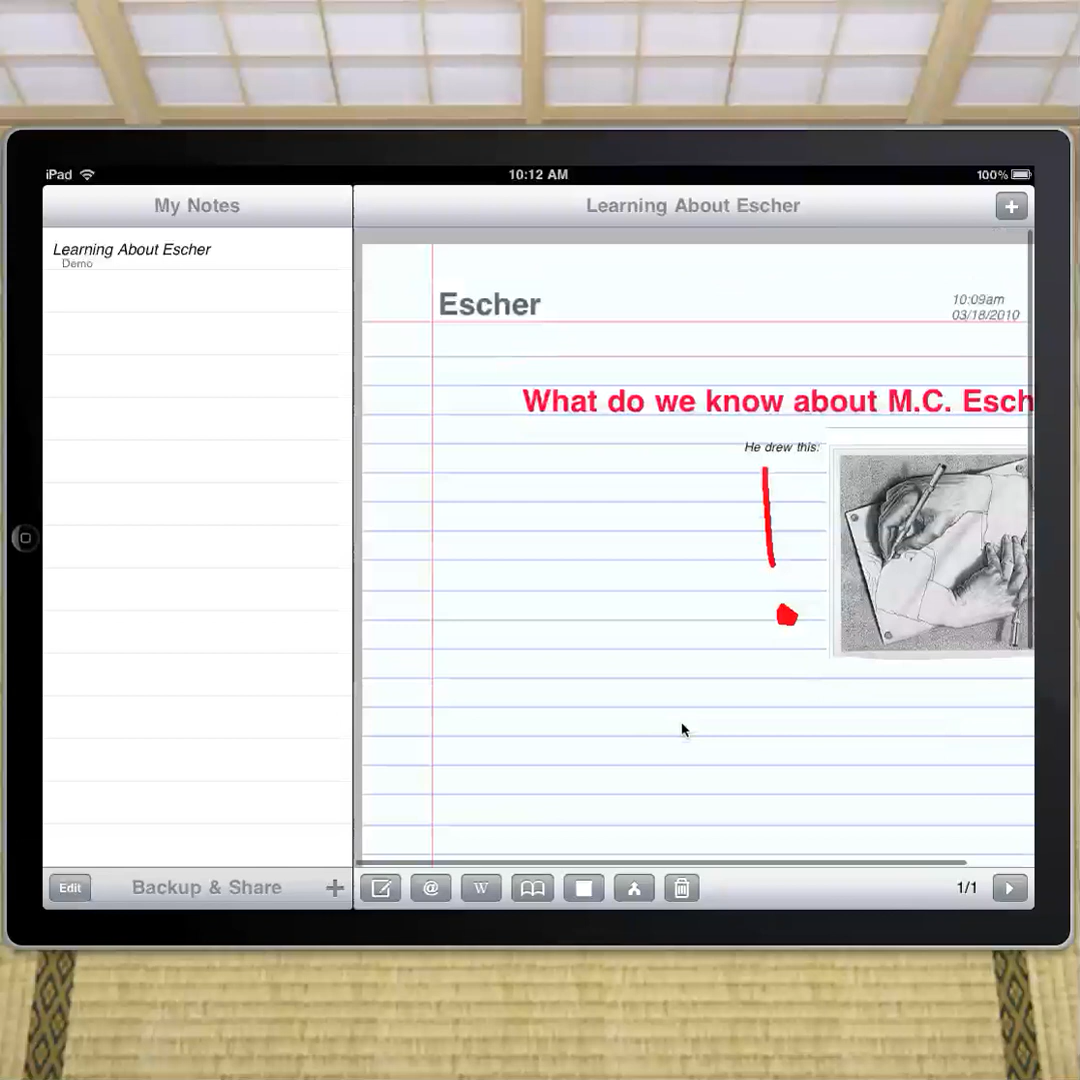 iPad
10:12 AM
100%
My Notes
Learning About Escher
+
Learning About Escher
Demo
Escher
10:09am
03/18/2010
What do we know about M.C. Esch
He drew this:
Edit
Backup & Share
+
@
W
1/1